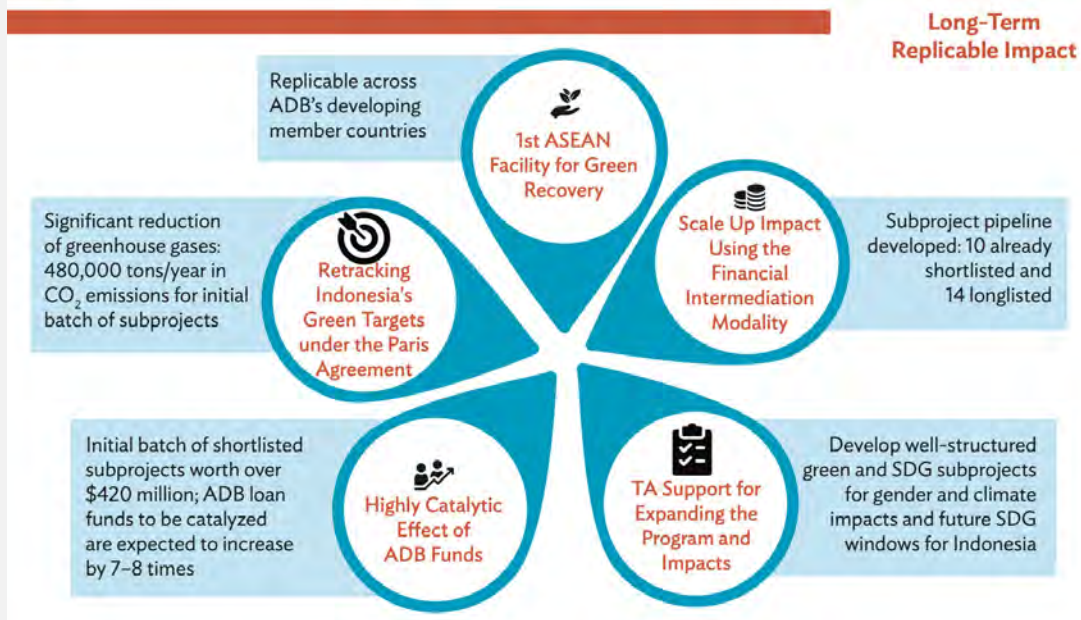 Long-Term
Replicable Impact
Replicable across
ADB's developing
member countries
1st ASEAN
Facility for Green
Recovery
Significant reduction
of greenhouse gases:
480,000 tons/year in
CO₂ emissions for initial
batch of subprojects
Retracking
Indonesia's
Green Targets
under the Paris
Agreement
Scale Up Impact
Using the
Financial
Intermediation
Modality
Subproject pipeline
developed: 10 already
shortlisted and
14 longlisted
Initial batch of shortlisted
subprojects worth over
$420 million; ADB loan
funds to be catalyzed
are expected to increase
by 7–8 times
Highly Catalytic
Effect of
ADB Funds
TA Support for
Expanding the
Program and
Impacts
Develop well-structured
green and SDG subprojects
for gender and climate
impacts and future SDG
windows for Indonesia